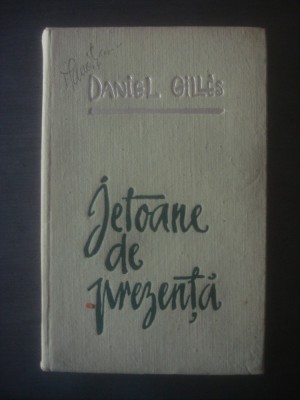 DANIEL GILLÈS
Jetoane
de
prezență